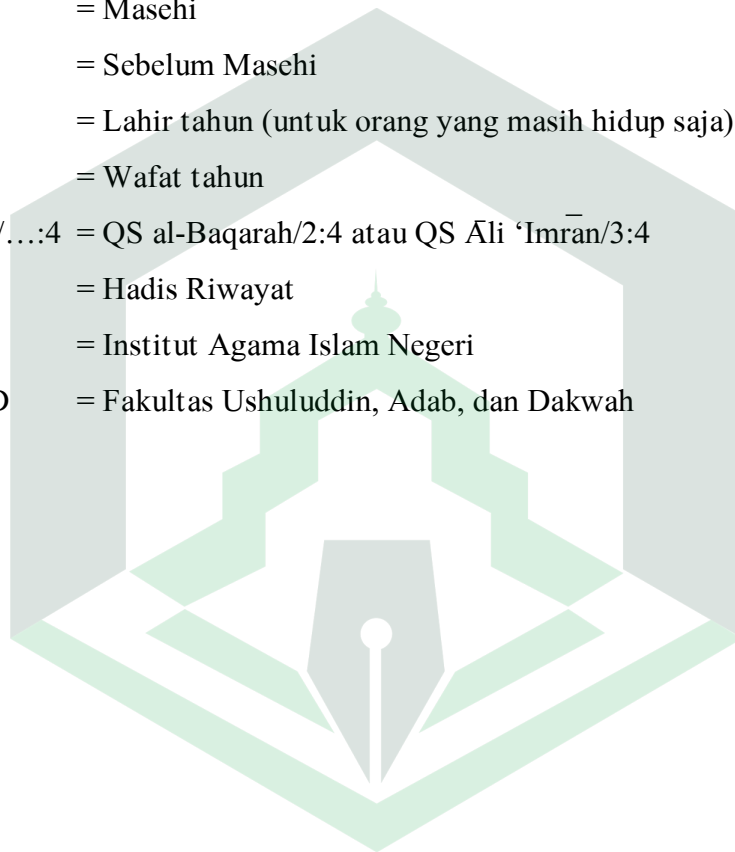 = Masehi
= Sebelum Masehi
= Lahir tahun (untuk orang yang masih hidup saja)
= Wafat tahun
/…:4 = QS al-Baqarah/2:4 atau QS Āli ‘Imrān/3:4
= Hadis Riwayat
= Institut Agama Islam Negeri
= Fakultas Ushuluddin, Adab, dan Dakwah